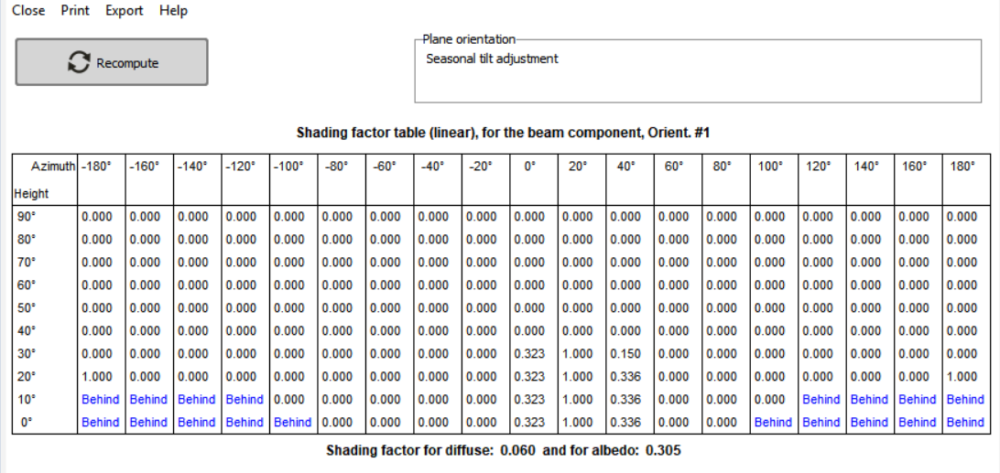 Close Print Export Help
Recompute
Plane orientation
Seasonal tilt adjustment
Shading factor table (linear), for the beam component, Orient. #1
Azimuth -180° -160° -140° -120° -100° -80° -60° -40° -20° 0° 20° 40° 60° 80° 100° 120° 140° 160° 180°
Height
90° 0.000 0.000 0.000 0.000 0.000 0.000 0.000 0.000 0.000 0.000 0.000 0.000 0.000 0.000 0.000 0.000 0.000 0.000 0.000
80° 0.000 0.000 0.000 0.000 0.000 0.000 0.000 0.000 0.000 0.000 0.000 0.000 0.000 0.000 0.000 0.000 0.000 0.000 0.000
70° 0.000 0.000 0.000 0.000 0.000 0.000 0.000 0.000 0.000 0.000 0.000 0.000 0.000 0.000 0.000 0.000 0.000 0.000 0.000
60° 0.000 0.000 0.000 0.000 0.000 0.000 0.000 0.000 0.000 0.000 0.000 0.000 0.000 0.000 0.000 0.000 0.000 0.000 0.000
50° 0.000 0.000 0.000 0.000 0.000 0.000 0.000 0.000 0.000 0.000 0.000 0.000 0.000 0.000 0.000 0.000 0.000 0.000 0.000
40° 0.000 0.000 0.000 0.000 0.000 0.000 0.000 0.000 0.000 0.000 0.000 0.000 0.000 0.000 0.000 0.000 0.000 0.000 0.000
30° 0.000 0.000 0.000 0.000 0.000 0.000 0.000 0.000 0.000 0.323 1.000 0.150 0.000 0.000 0.000 0.000 0.000 0.000 0.000
20° 1.000 0.000 0.000 0.000 0.000 0.000 0.000 0.000 0.000 0.323 1.000 0.336 0.000 0.000 0.000 0.000 0.000 0.000 1.000
10° Behind Behind Behind Behind 0.000 0.000 0.000 0.000 0.000 0.323 1.000 0.336 0.000 0.000 0.000 Behind Behind Behind Behind
0° Behind Behind Behind Behind Behind 0.000 0.000 0.000 0.000 0.323 1.000 0.336 0.000 0.000 Behind Behind Behind Behind Behind
Shading factor for diffuse: 0.060 and for albedo: 0.305